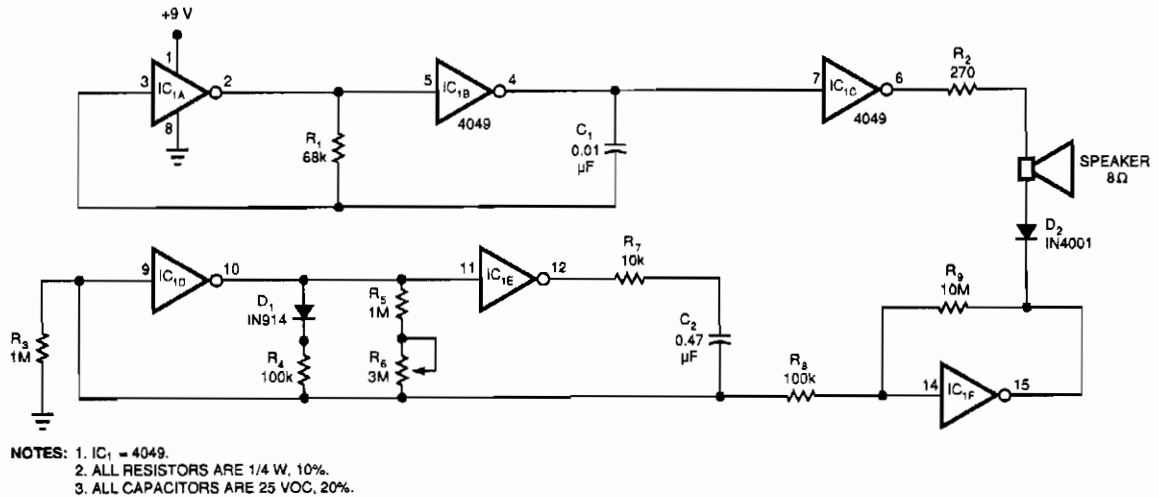 +9 V
1
3
IC1A
2
8
R1
68k
5
IC1B
4
4049
C1
0.01
µF
7
IC1C
6
4049
R2
270
SPEAKER
8Ω
D2
IN4001
R3
1M
9
IC1D
10
D1
IN914
R4
100k
R5
1M
R6
3M
11
IC1E
12
R7
10k
C2
0.47
µF
R8
100k
R9
10M
14
IC1F
15
NOTES: 1. IC1 = 4049.
2. ALL RESISTORS ARE 1/4 W, 10%.
3. ALL CAPACITORS ARE 25 VOC, 20%.